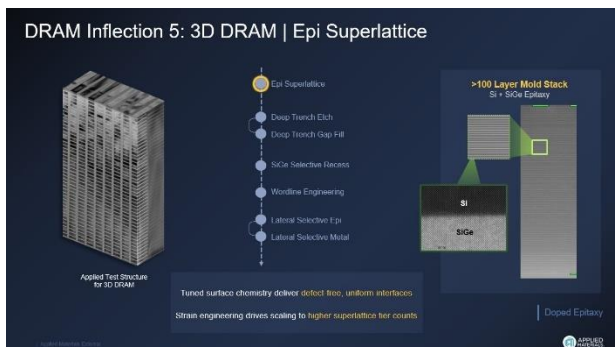 DRAM Inflection 5: 3D DRAM | Epi Superlattice
Applied Test Structure
for 3D DRAM
Epi Superlattice
Deep Trench Etch
Deep Trench Gap Fill
SiGe Selective Recess
Wordline Engineering
Lateral Selective Epi
Lateral Selective Metal
>100 Layer Mold Stack
Si + SiGe Epitaxy
Si
SiGe
Tuned surface chemistry deliver defect-free, uniform interfaces
Strain engineering drives scaling to higher superlattice tier counts
Doped Epitaxy
Applied Materials External
APPLIED
MATERIALS